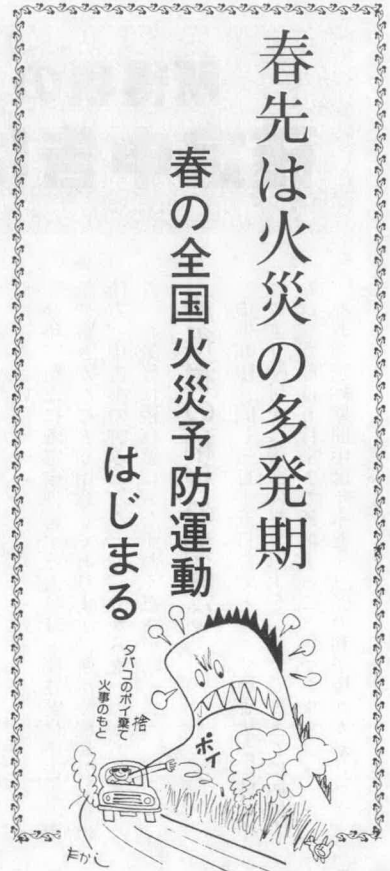 春先は火災の多発期
春の全国火災予防運動
はじまる
タバコのポイ捨棄て
火事のもと
ポイ
たかし